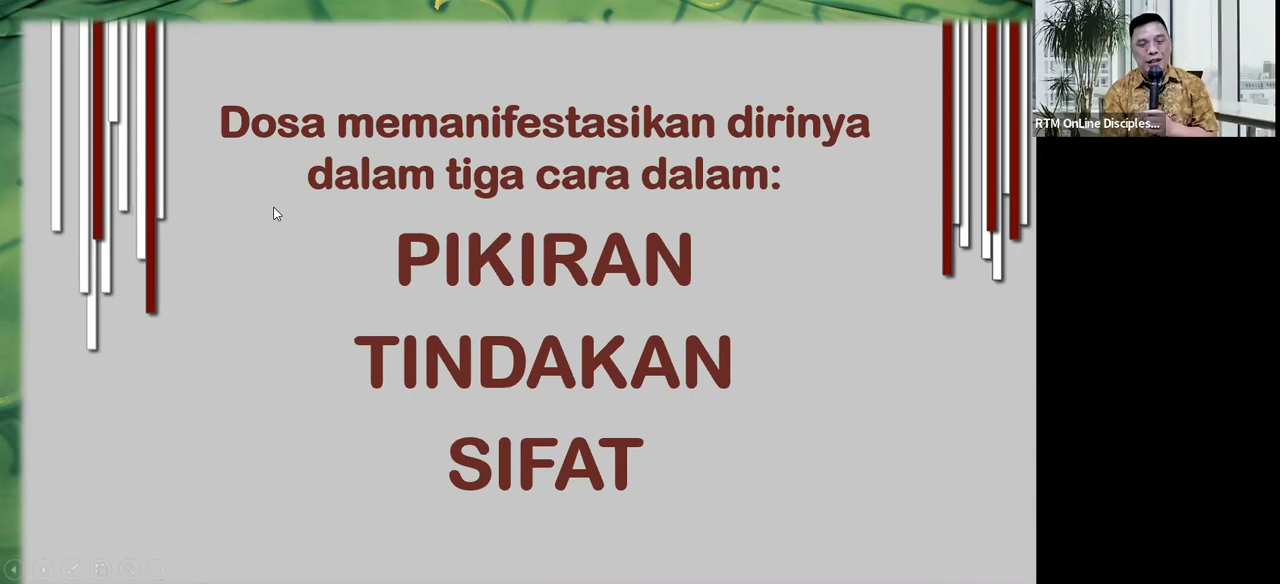 Dosa memanifestasikan dirinya
dalam tiga cara dalam:
PIKIRAN
TINDAKAN
SIFAT
RTM OnLine Disciples...